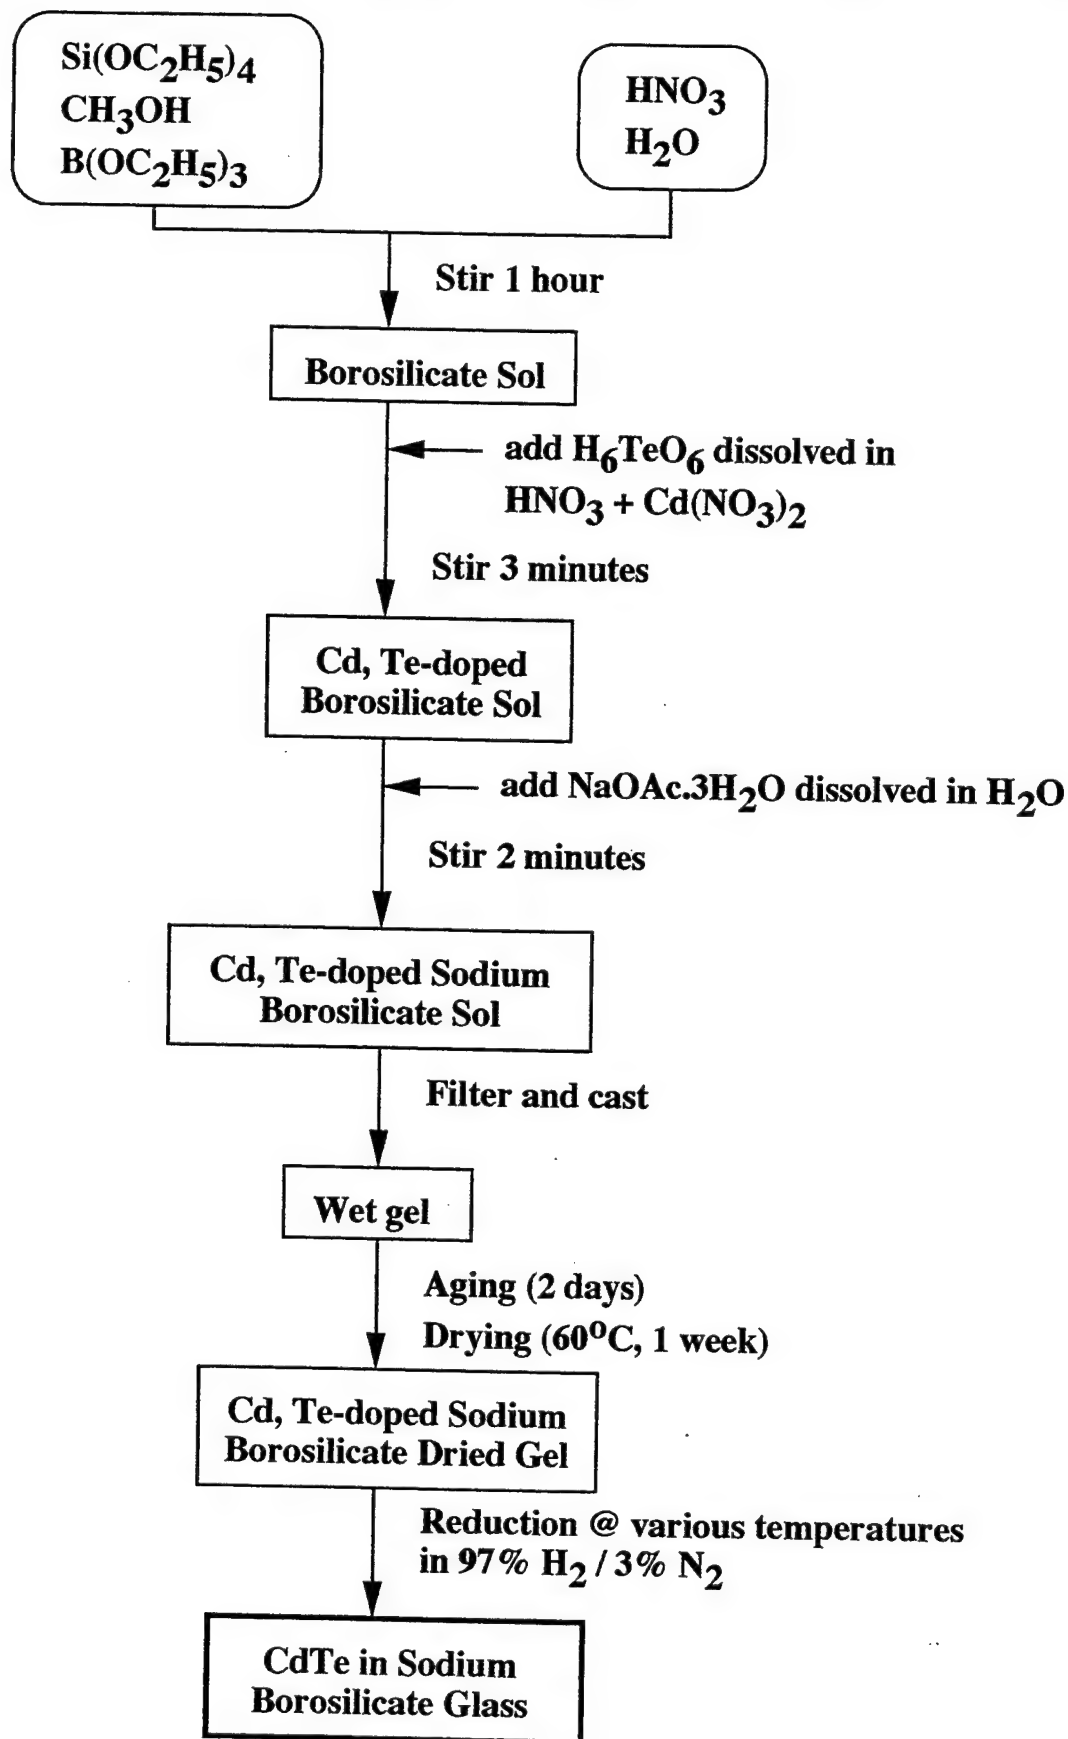 Si(OC2H5)4
CH3OH
B(OC2H5)3
HNO3
H2O
Stir 1 hour
Borosilicate Sol
add H6TeO6 dissolved in
HNO3 + Cd(NO3)2
Stir 3 minutes
Cd, Te-doped
Borosilicate Sol
add NaOAc.3H2O dissolved in H2O
Stir 2 minutes
Cd, Te-doped Sodium
Borosilicate Sol
Filter and cast
Wet gel
Aging (2 days)
Drying (60°C, 1 week)
Cd, Te-doped Sodium
Borosilicate Dried Gel
Reduction @ various temperatures
in 97% H2 / 3% N2
CdTe in Sodium
Borosilicate Glass